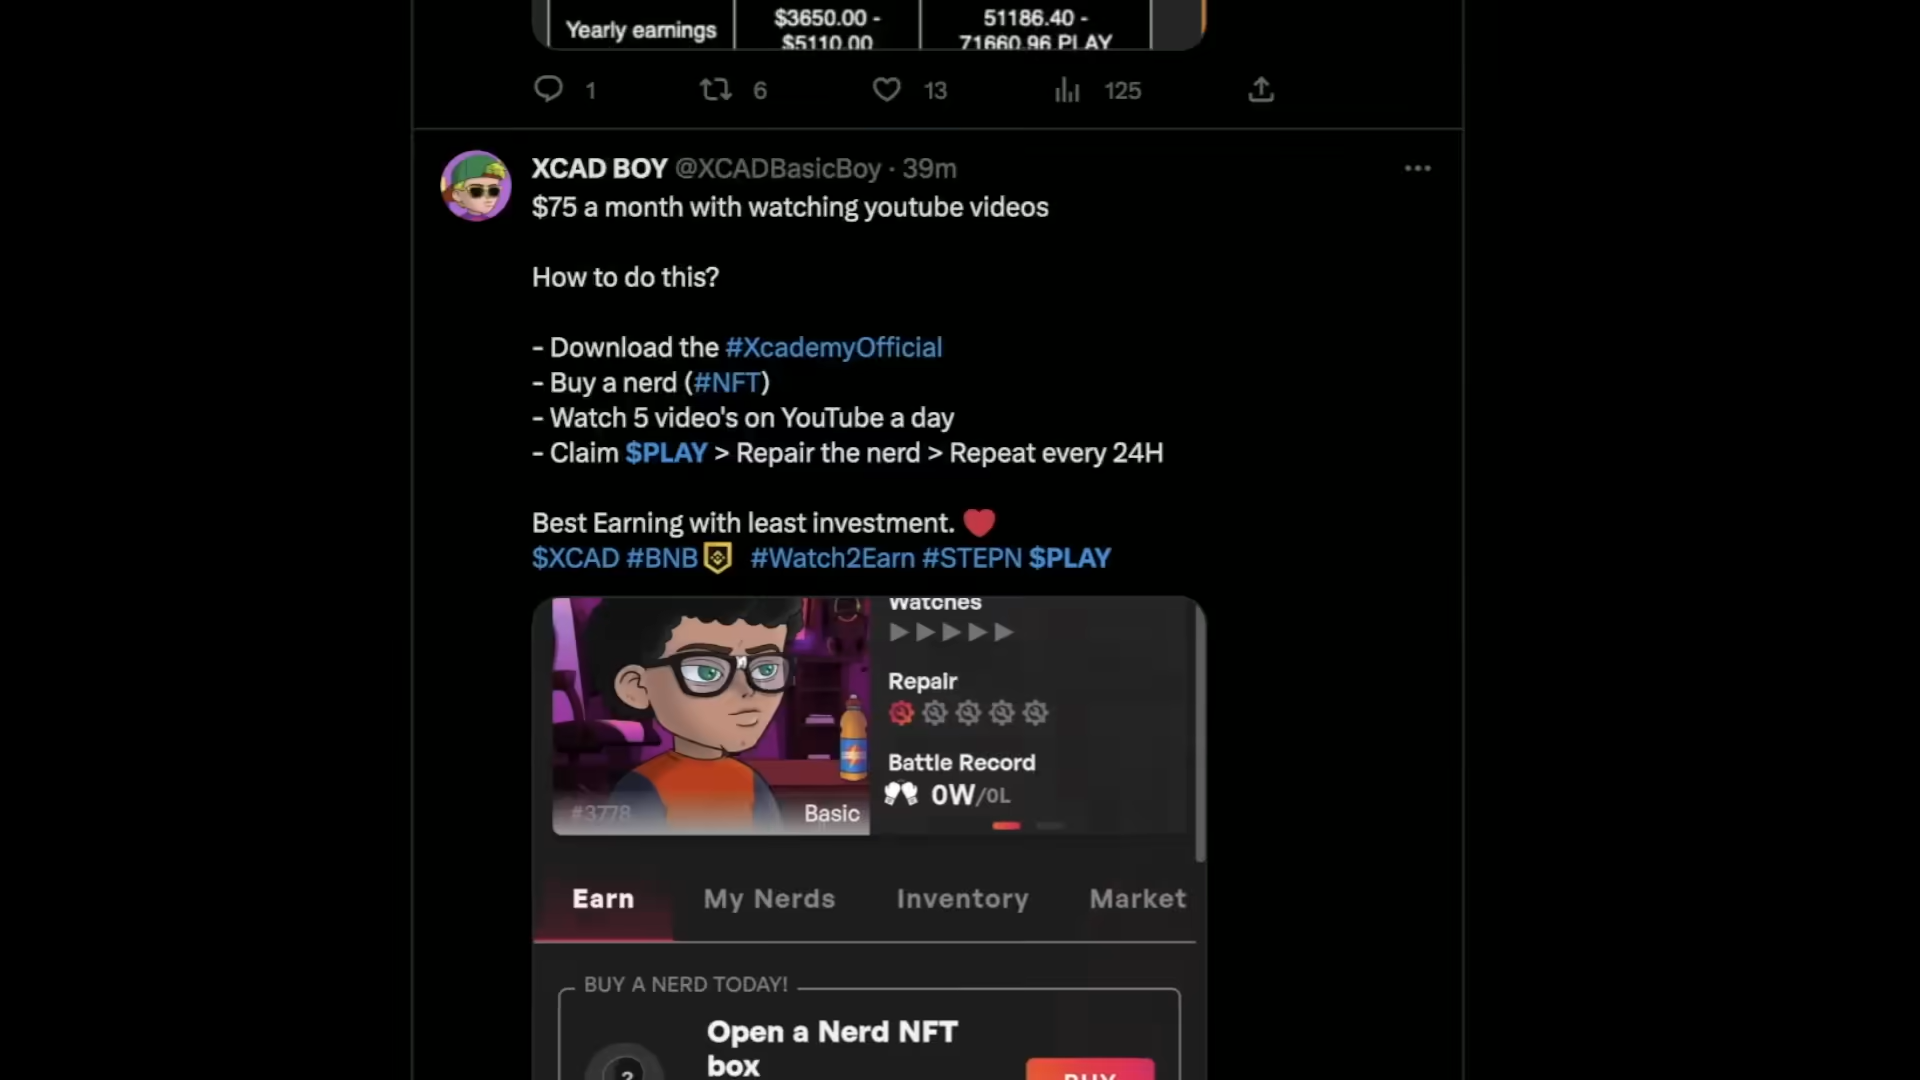 Yearly earnings
$3650.00 -
$5110.00
51186.40 -
71660.96 PLAY
1
6
13
125
XCAD BOY @XCADBasicBoy · 39m
$75 a month with watching youtube videos
How to do this?
- Download the #XcademyOfficial
- Buy a nerd (#NFT)
- Watch 5 video's on YouTube a day
- Claim $PLAY > Repair the nerd > Repeat every 24H
Best Earning with least investment.
$XCAD #BNB #Watch2Earn #STEPN $PLAY
Watches
Repair
Battle Record
0W/0L
#3778
Basic
Earn
My Nerds
Inventory
Market
BUY A NERD TODAY!
Open a Nerd NFT
box
BUY
?